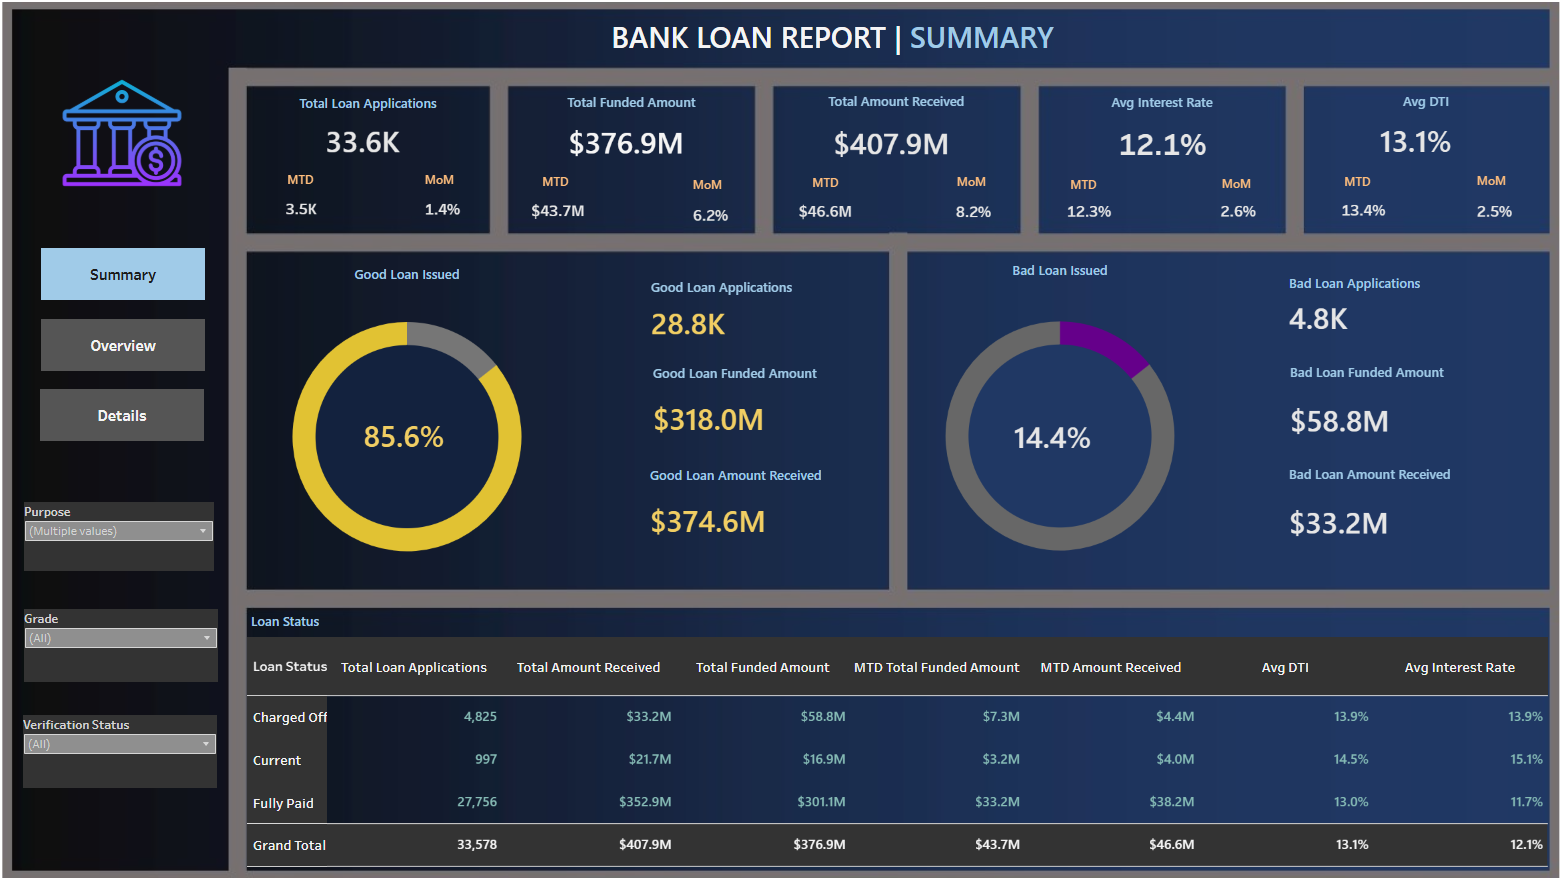 BANK LOAN REPORT | SUMMARY
$
Summary
Overview
Details
Purpose
(Multiple values)
Grade
(All)
Verification Status
(All)
Total Loan Applications
33.6K
MTD MoM
3.5K 1.4%
Total Funded Amount
$376.9M
MTD MoM
$43.7M 6.2%
Total Amount Received
$407.9M
MTD MoM
$46.6M 8.2%
Avg Interest Rate
12.1%
MTD MoM
12.3% 2.6%
Avg DTI
13.1%
MTD MoM
13.4% 2.5%
Good Loan Issued
85.6%
Good Loan Applications
28.8K
Good Loan Funded Amount
$318.0M
Good Loan Amount Received
$374.6M
Bad Loan Issued
14.4%
Bad Loan Applications
4.8K
Bad Loan Funded Amount
$58.8M
Bad Loan Amount Received
$33.2M
Loan Status
Loan Status Total Loan Applications Total Amount Received Total Funded Amount MTD Total Funded Amount MTD Amount Received Avg DTI Avg Interest Rate
Charged Off 4,825 $33.2M $58.8M $7.3M $4.4M 13.9% 13.9%
Current 997 $21.7M $16.9M $3.2M $4.0M 14.5% 15.1%
Fully Paid 27,756 $352.9M $301.1M $33.2M $38.2M 13.0% 11.7%
Grand Total 33,578 $407.9M $376.9M $43.7M $46.6M 13.1% 12.1%